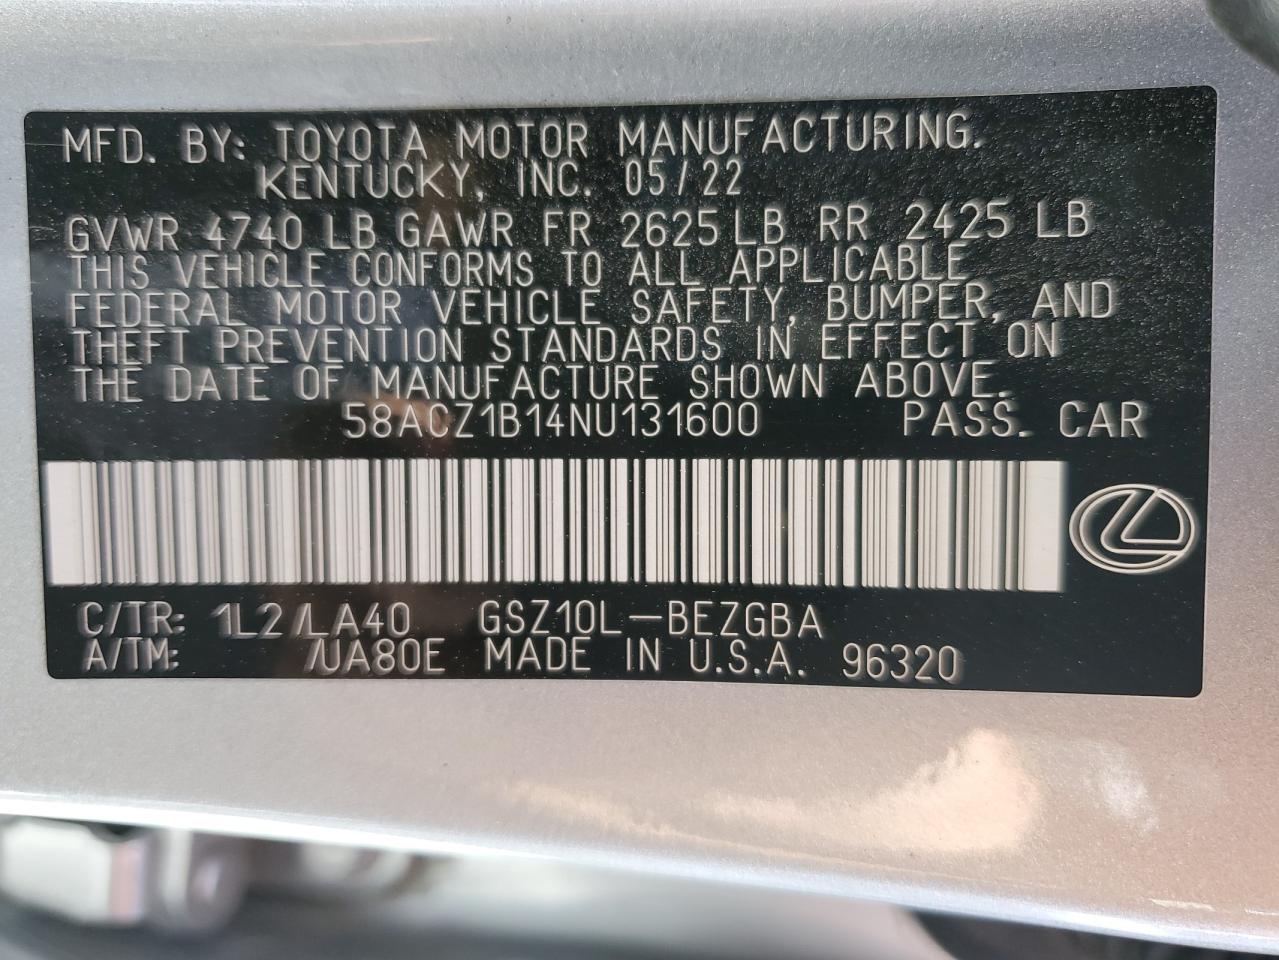 MFD. BY: TOYOTA MOTOR MANUFACTURING.
KENTUCKY, INC. 05/22
GVWR 4740 LB GAWR FR 2625 LB RR 2425 LB
THIS VEHICLE CONFORMS TO ALL APPLICABLE
FEDERAL MOTOR VEHICLE SAFETY, BUMPER, AND
THEFT PREVENTION STANDARDS IN EFFECT ON
THE DATE OF MANUFACTURE SHOWN ABOVE.
58ACZ1B14NU131600 PASS. CAR
C/TR: 1L2/LA40 GSZ10L-BEZGBA
A/TM: /UA80E MADE IN U.S.A. 96320